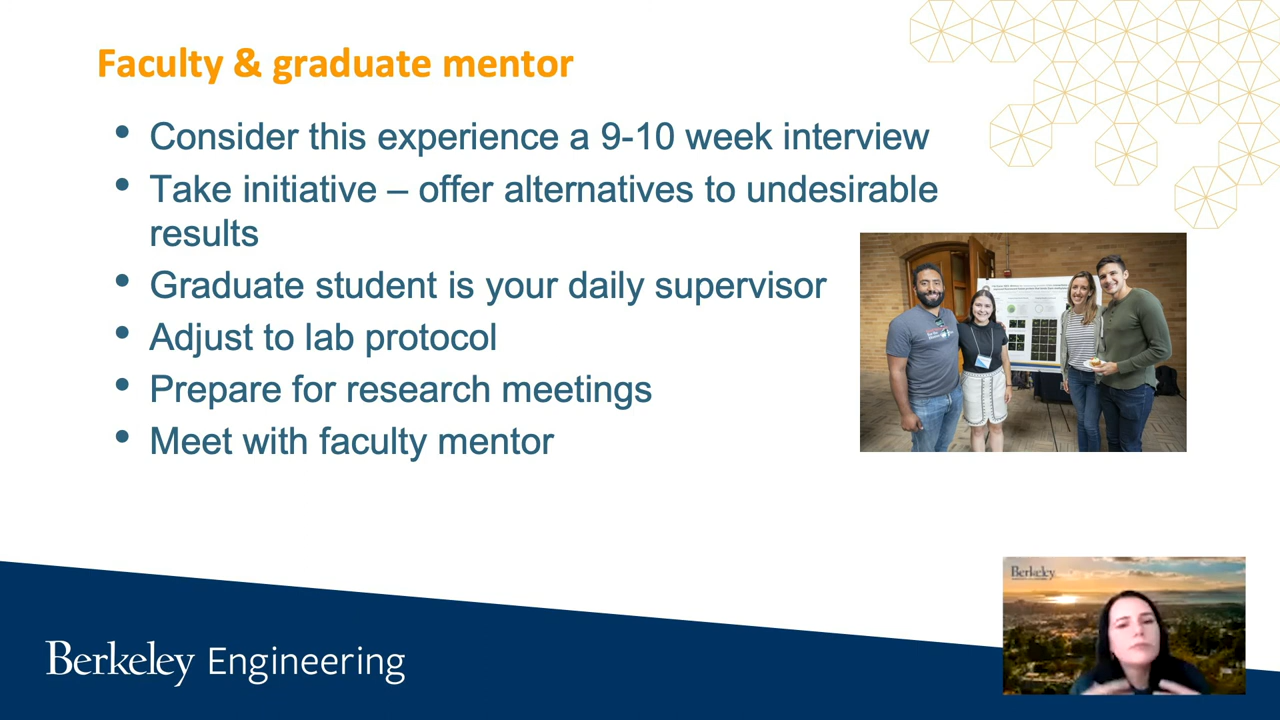 Faculty & graduate mentor
• Consider this experience a 9-10 week interview
• Take initiative – offer alternatives to undesirable
results
• Graduate student is your daily supervisor
• Adjust to lab protocol
• Prepare for research meetings
• Meet with faculty mentor
Berkeley
Berkeley Engineering